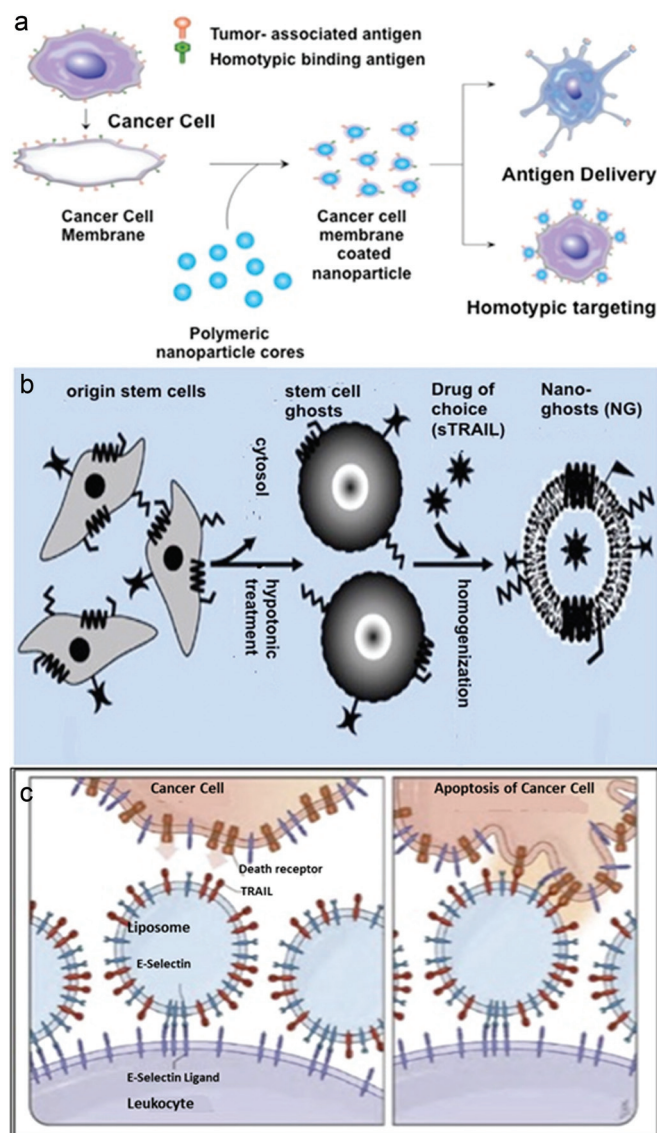 a
Tumor- associated antigen
Homotypic binding antigen
Cancer Cell
Cancer Cell
Membrane
Polymeric
nanoparticle cores
Cancer cell
membrane
coated
nanoparticle
Antigen Delivery
Homotypic targeting
b
origin stem cells
cytosol
hypotonic
treatment
stem cell
ghosts
Drug of
choice
(sTRAIL)
homogenization
Nano-
ghosts (NG)
c
Cancer Cell
Death receptor
TRAIL
Liposome
E-Selectin
E-Selectin Ligand
Leukocyte
Apoptosis of Cancer Cell